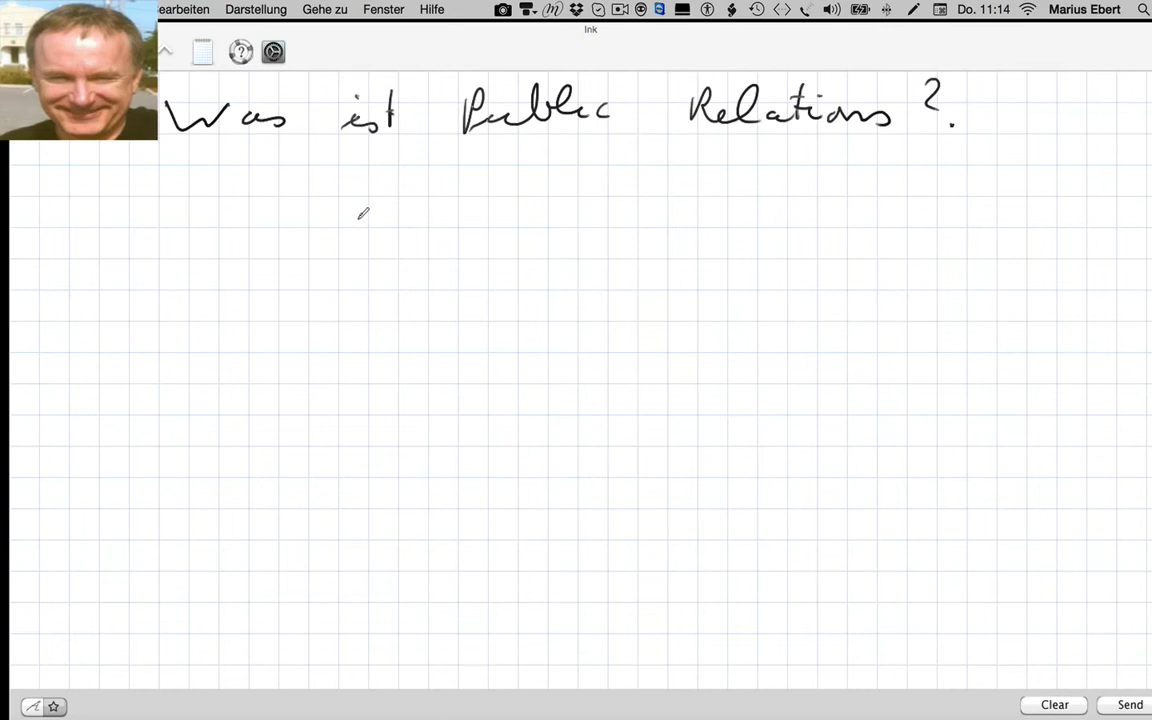 earbeiten Darstellung Gehe zu Fenster Hilfe Do. 11:14 Marius Ebert
Ink
Was ist Public Relations?
Clear Send